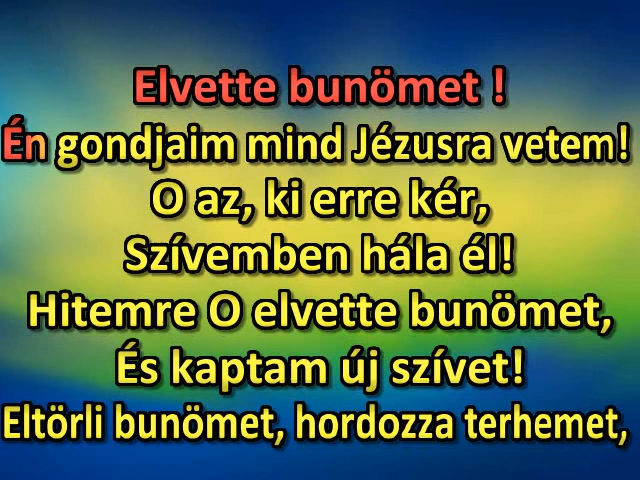 Elvette bunömet !
Én gondjaim mind Jézusra vetem!
O az, ki erre kér,
Szívemben hála él!
Hitemre O elvette bunömet,
És kaptam új szívet!
Eltörli bunömet, hordozza terhemet,